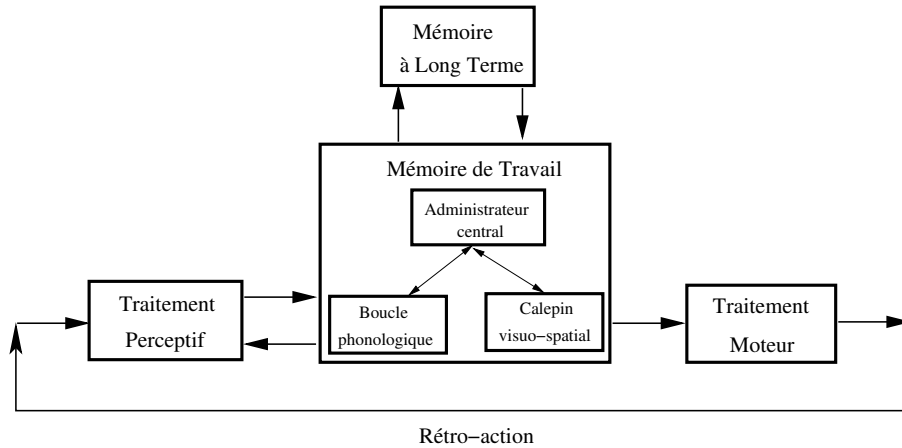 Mémoire
à Long Terme
Mémoire de Travail
Administrateur
central
Boucle
phonologique
Calepin
visuo−spatial
Traitement
Perceptif
Traitement
Moteur
Rétro−action